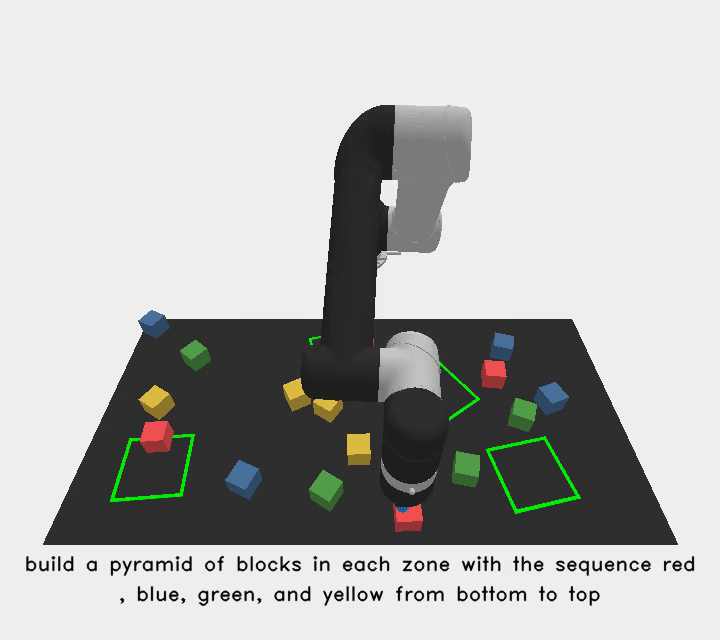 build a pyramid of blocks in each zone with the sequence red
, blue, green, and yellow from bottom to top